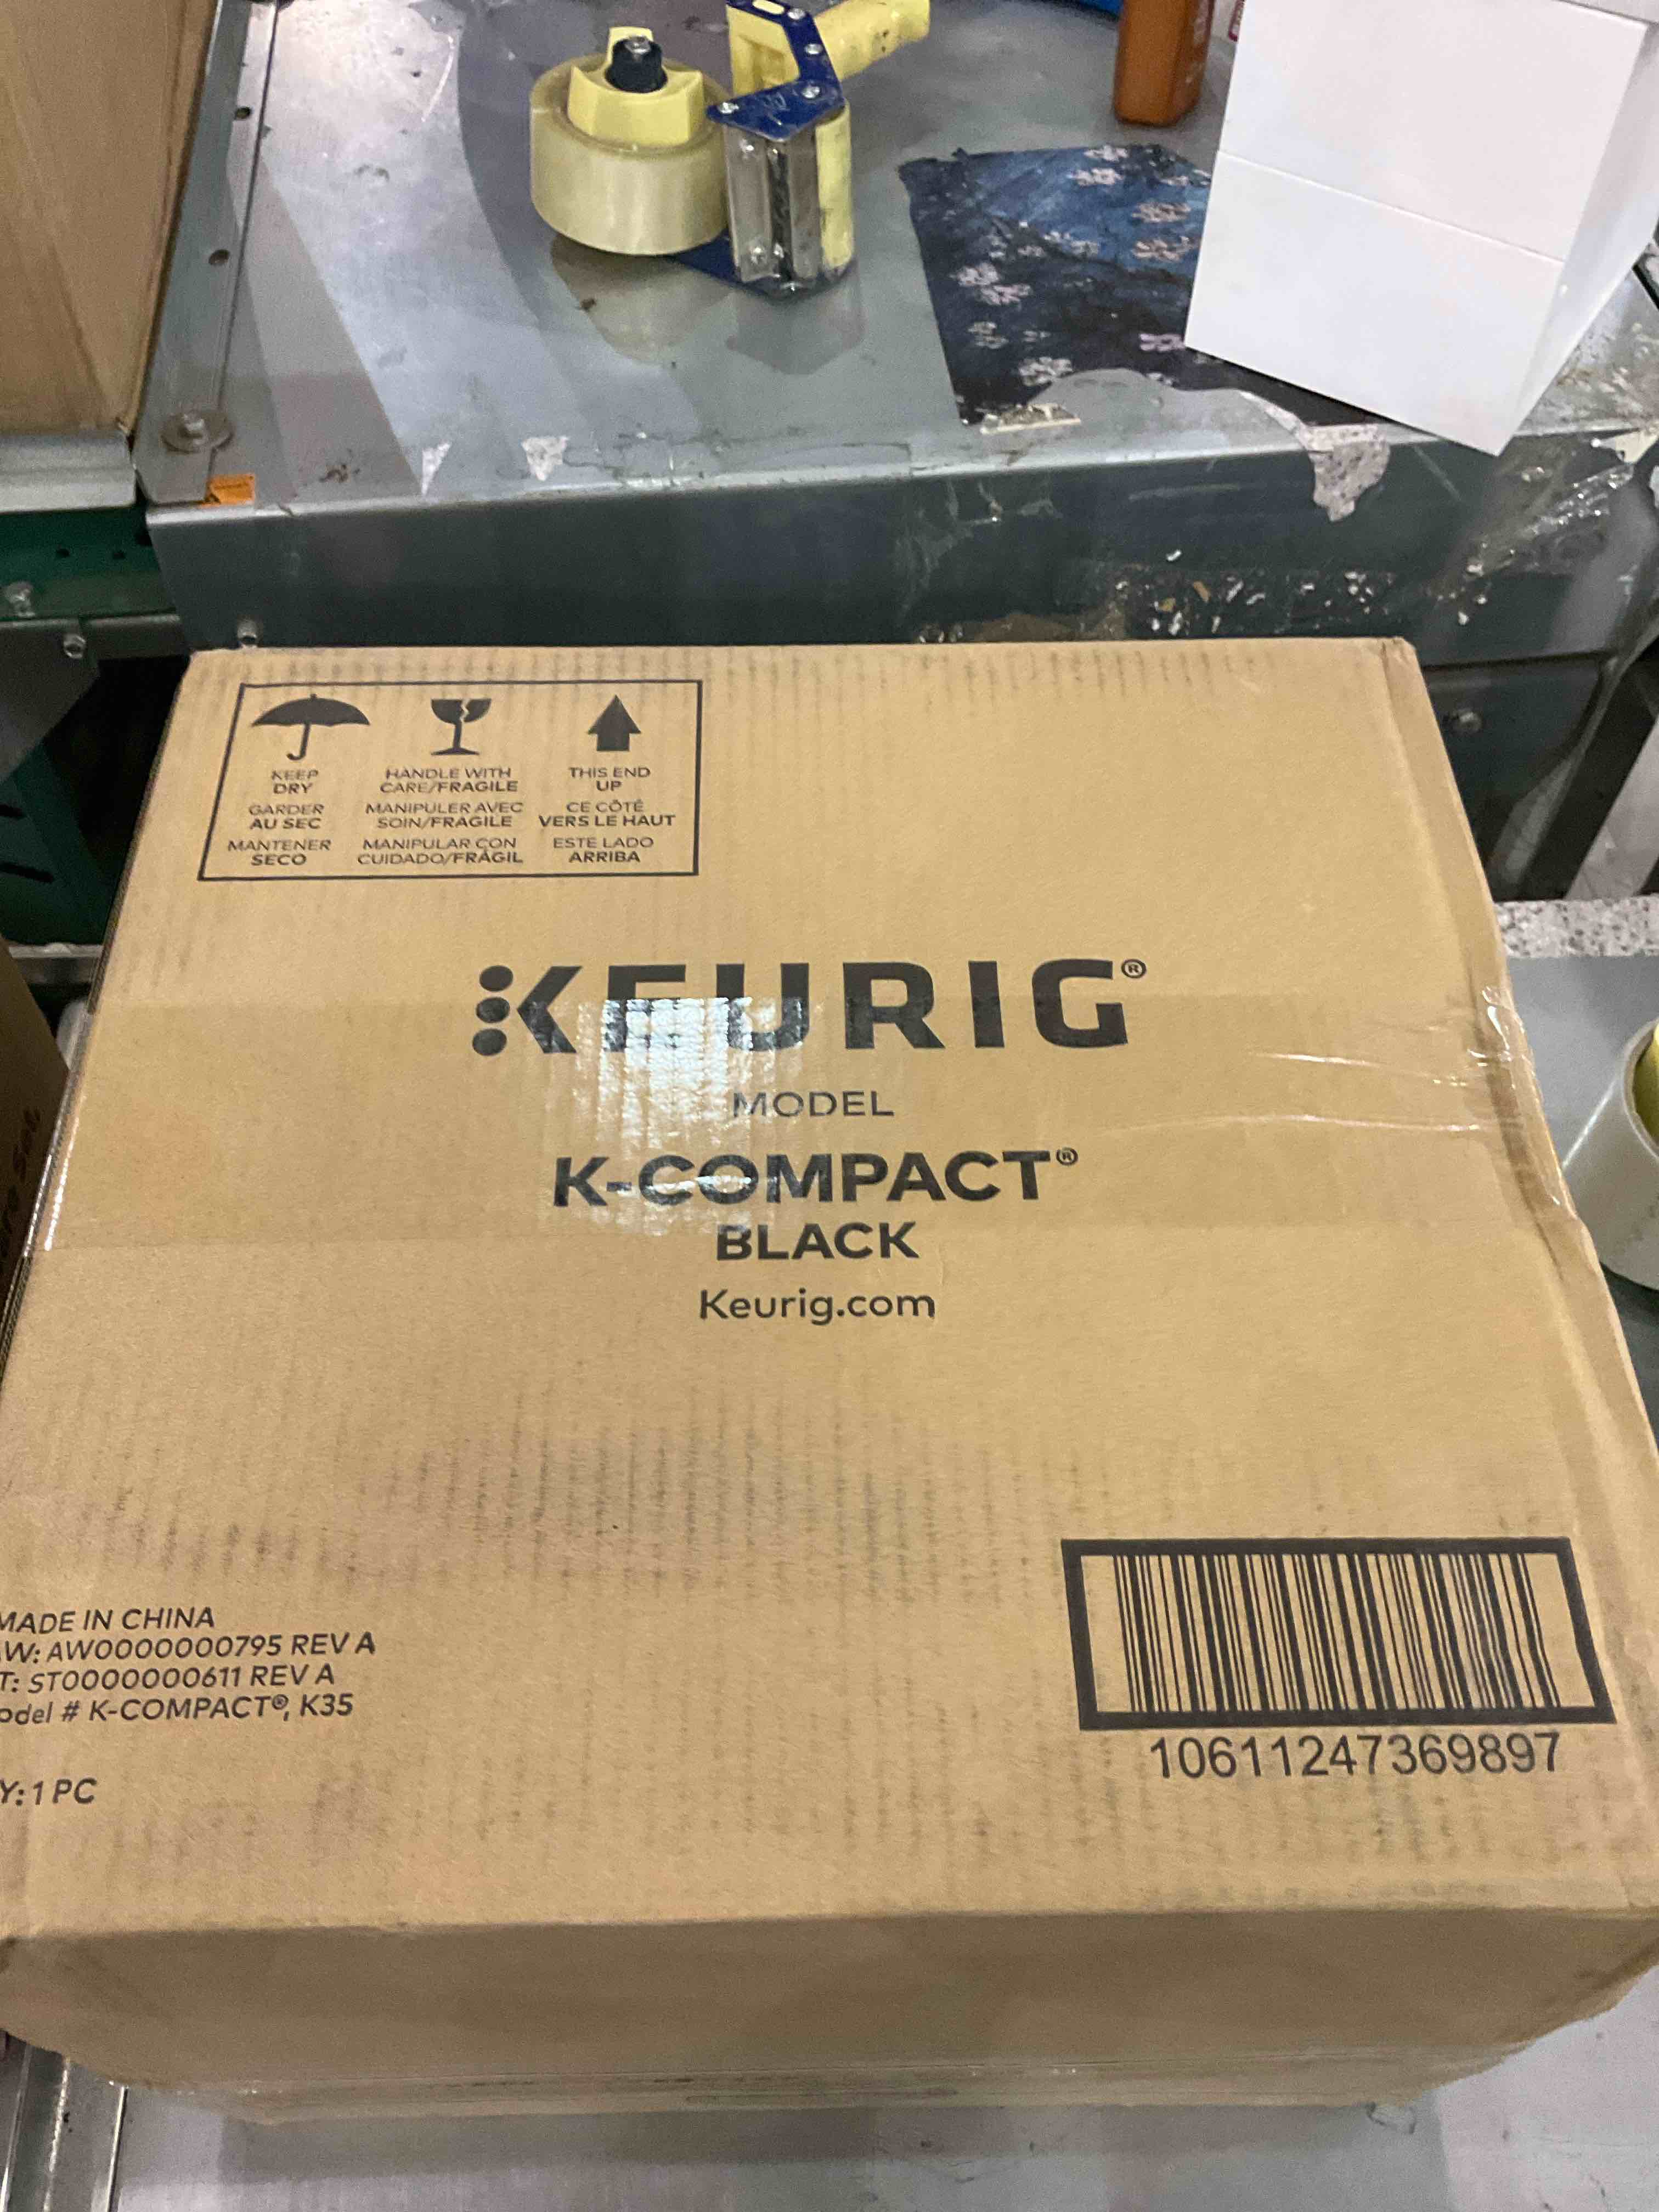 KEEP
DRY
GARDER
AU SEC
MANTENER
SECO
HANDLE WITH
CARE/FRAGILE
MANIPULER AVEC
SOIN/FRAGILE
MANIPULAR CON
CUIDADO/FRÁGIL
THIS END
UP
CE CÔTÉ
VERS LE HAUT
ESTE LADO
ARRIBA
KEURIG®
MODEL
K-COMPACT®
BLACK
Keurig.com
MADE IN CHINA
W: AW0000000795 REV A
T: ST0000000611 REV A
odel # K-COMPACT®, K35
Y: 1 PC
10611247369897